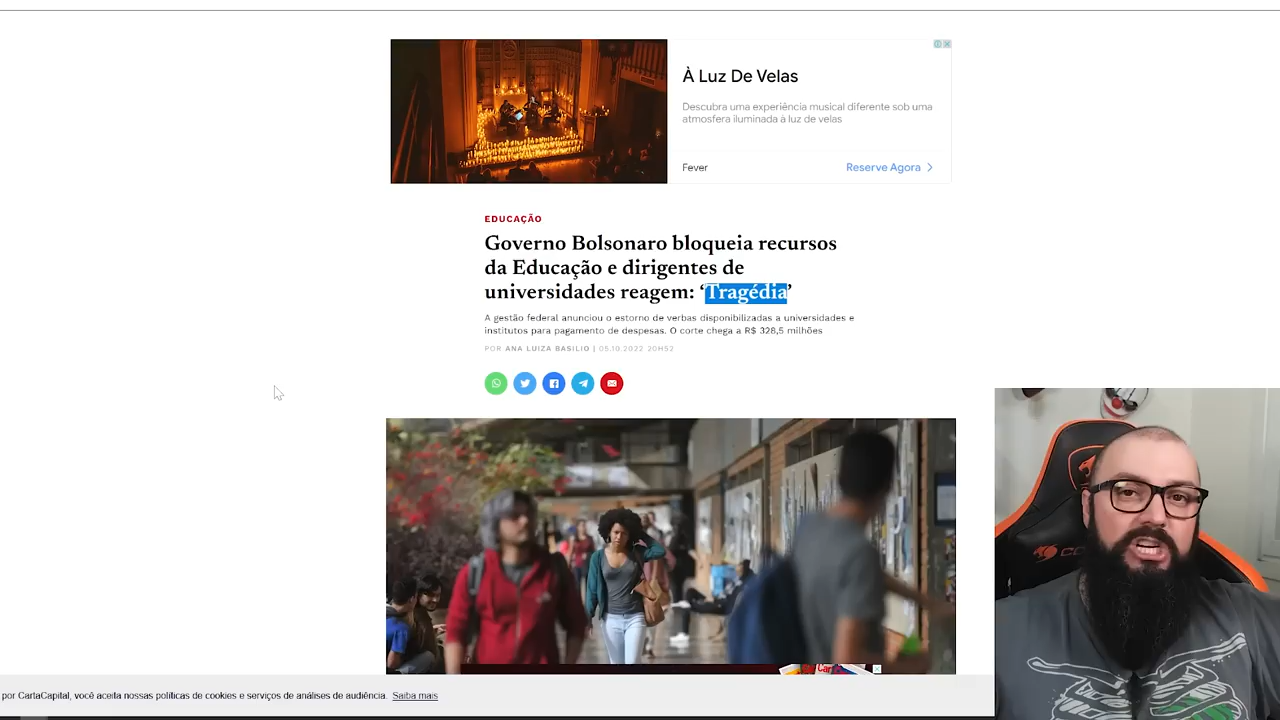 À Luz De Velas
Descubra uma experiência musical diferente sob uma
atmosfera iluminada à luz de velas
Fever
Reserve Agora
EDUCAÇÃO
Governo Bolsonaro bloqueia recursos
da Educação e dirigentes de
universidades reagem: ‘Tragédia’
A gestão federal anunciou o estorno de verbas disponibilizadas a universidades e
institutos para pagamento de despesas. O corte chega a R$ 328,5 milhões
POR ANA LUIZA BASILIO | 05.10.2022 20H52
por CartaCapital, você aceita nossas políticas de cookies e serviços de análises de audiência. Saiba mais